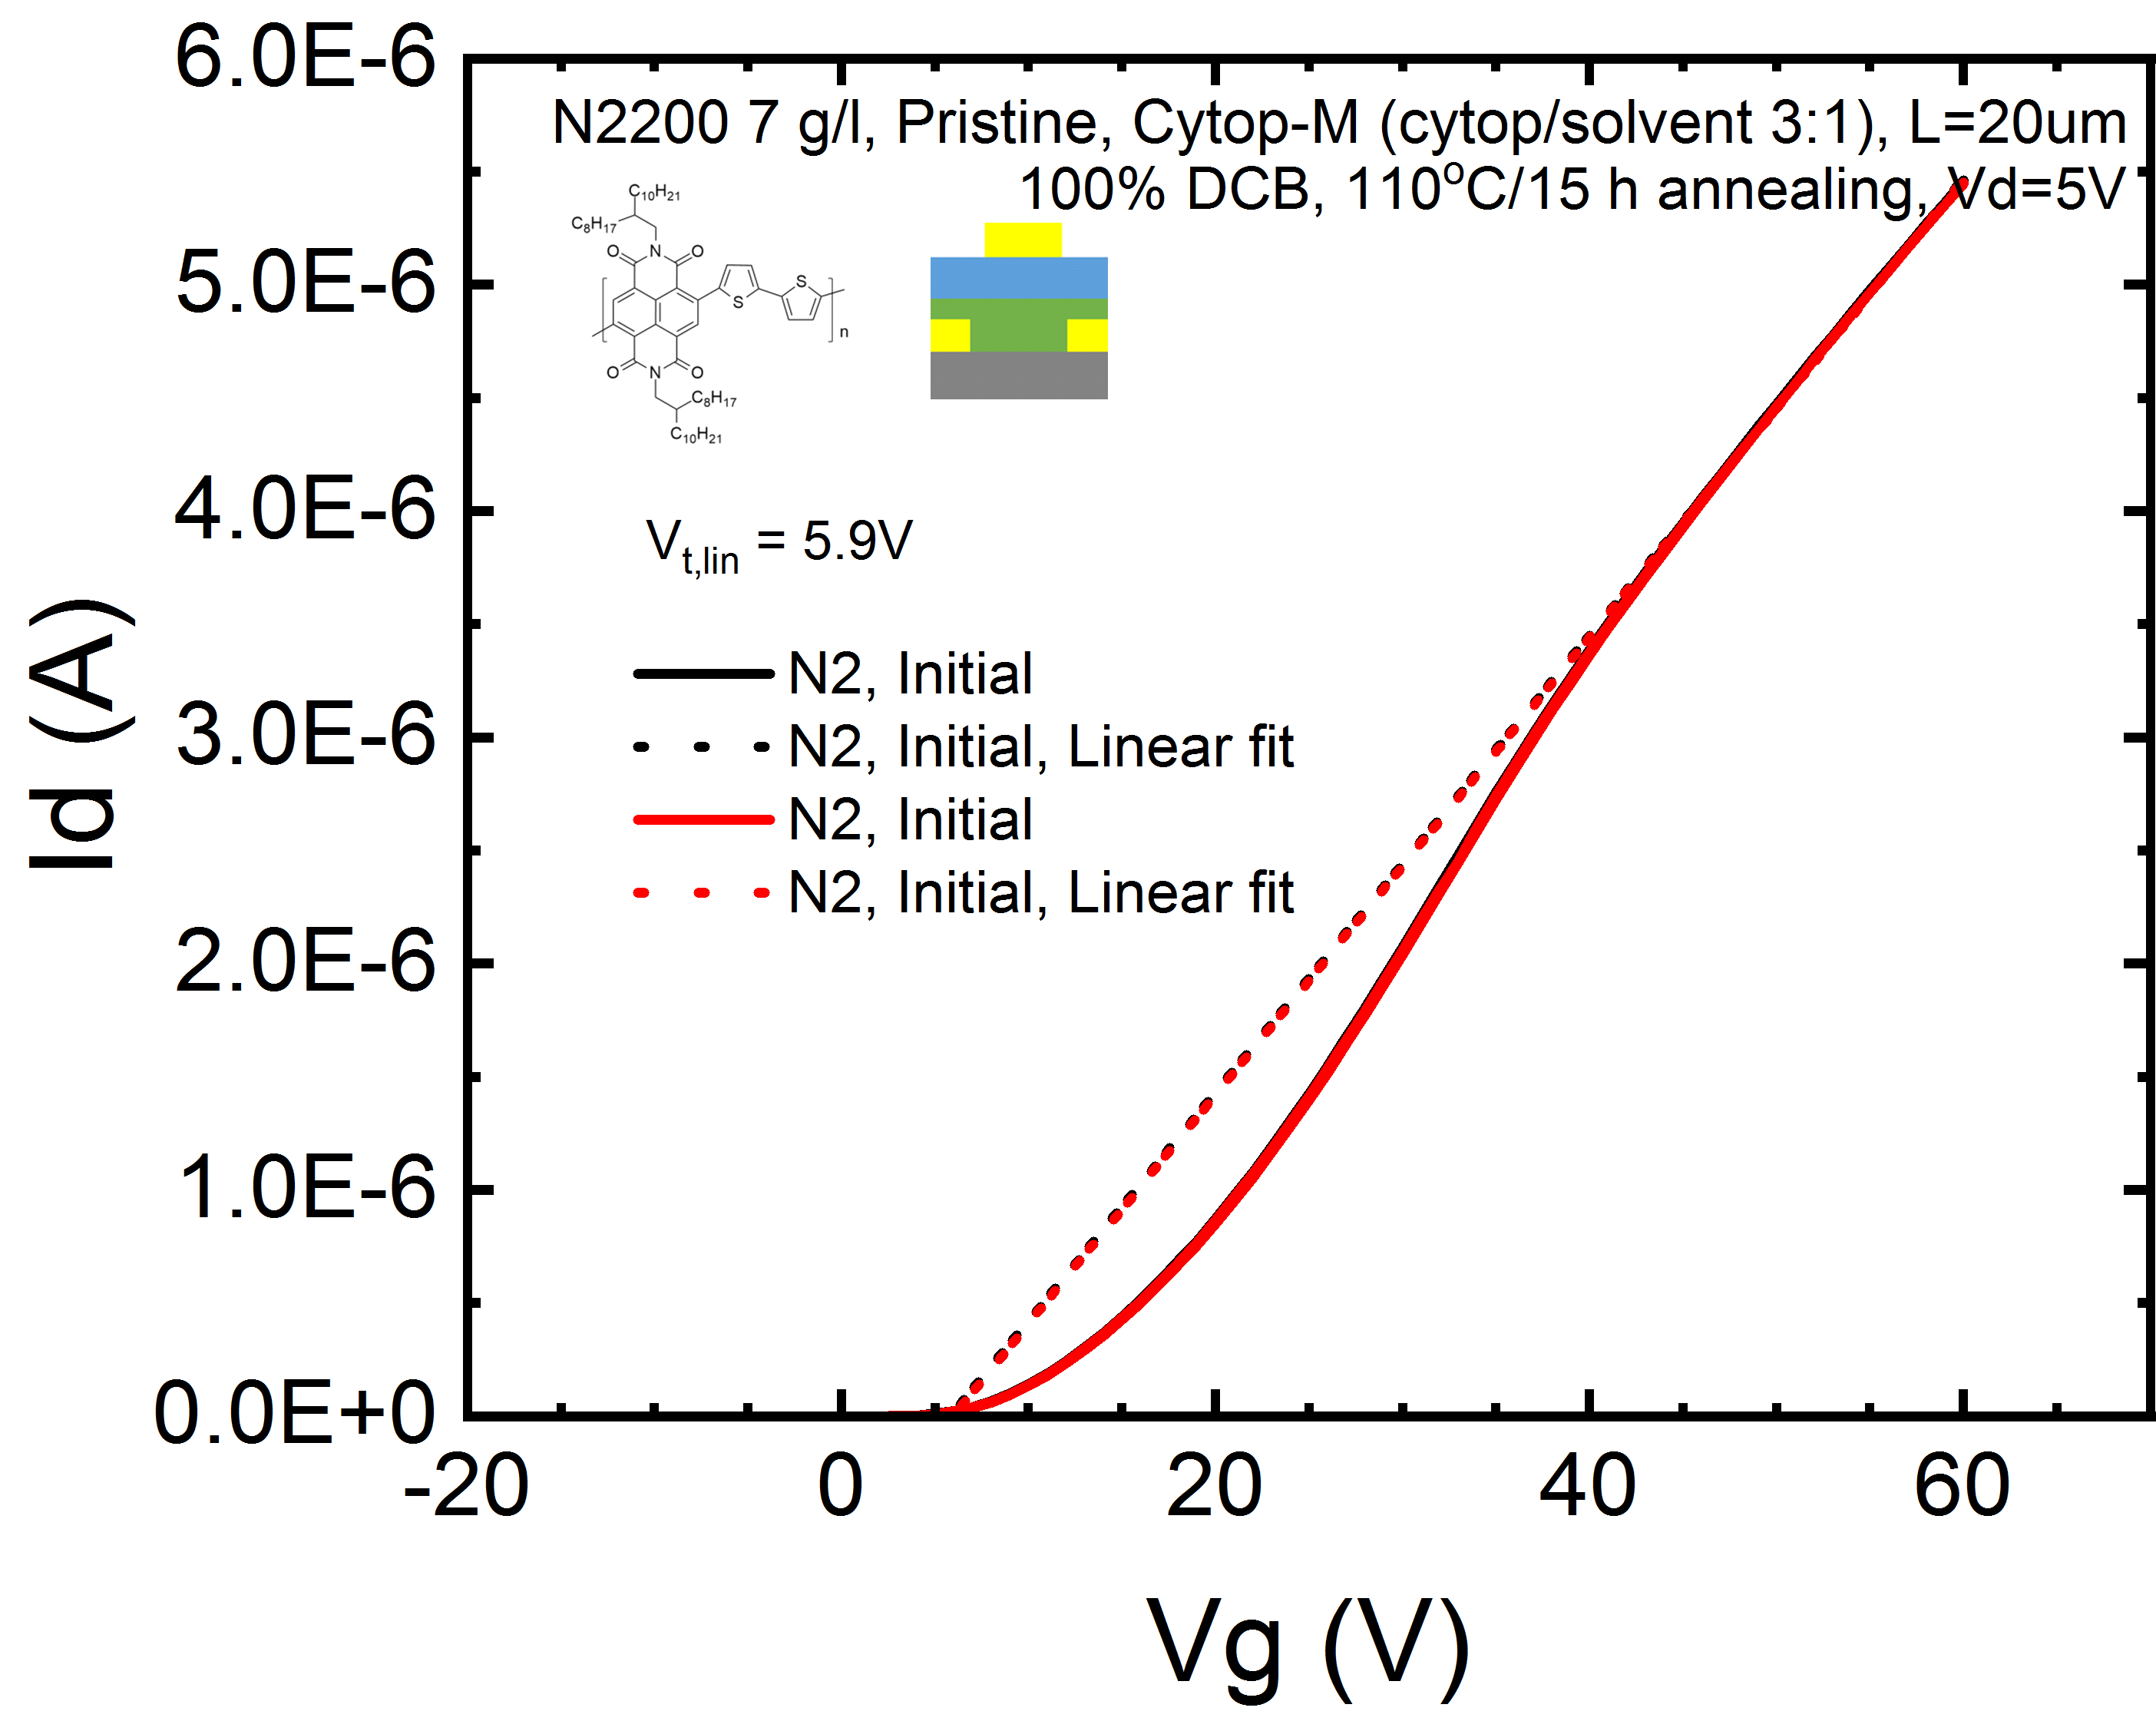 6.0E-6
5.0E-6
4.0E-6
3.0E-6
2.0E-6
1.0E-6
0.0E+0
Id (A)
N2200 7 g/l, Pristine, Cytop-M (cytop/solvent 3:1), L=20um
100% DCB, 110°C/15 h annealing, Vd=5V
C10H21
C8H17
O N O
S S
n
O N O
C8H17
C10H21
Vt,lin = 5.9V
N2, Initial
N2, Initial, Linear fit
N2, Initial
N2, Initial, Linear fit
-20 0 20 40 60
Vg (V)